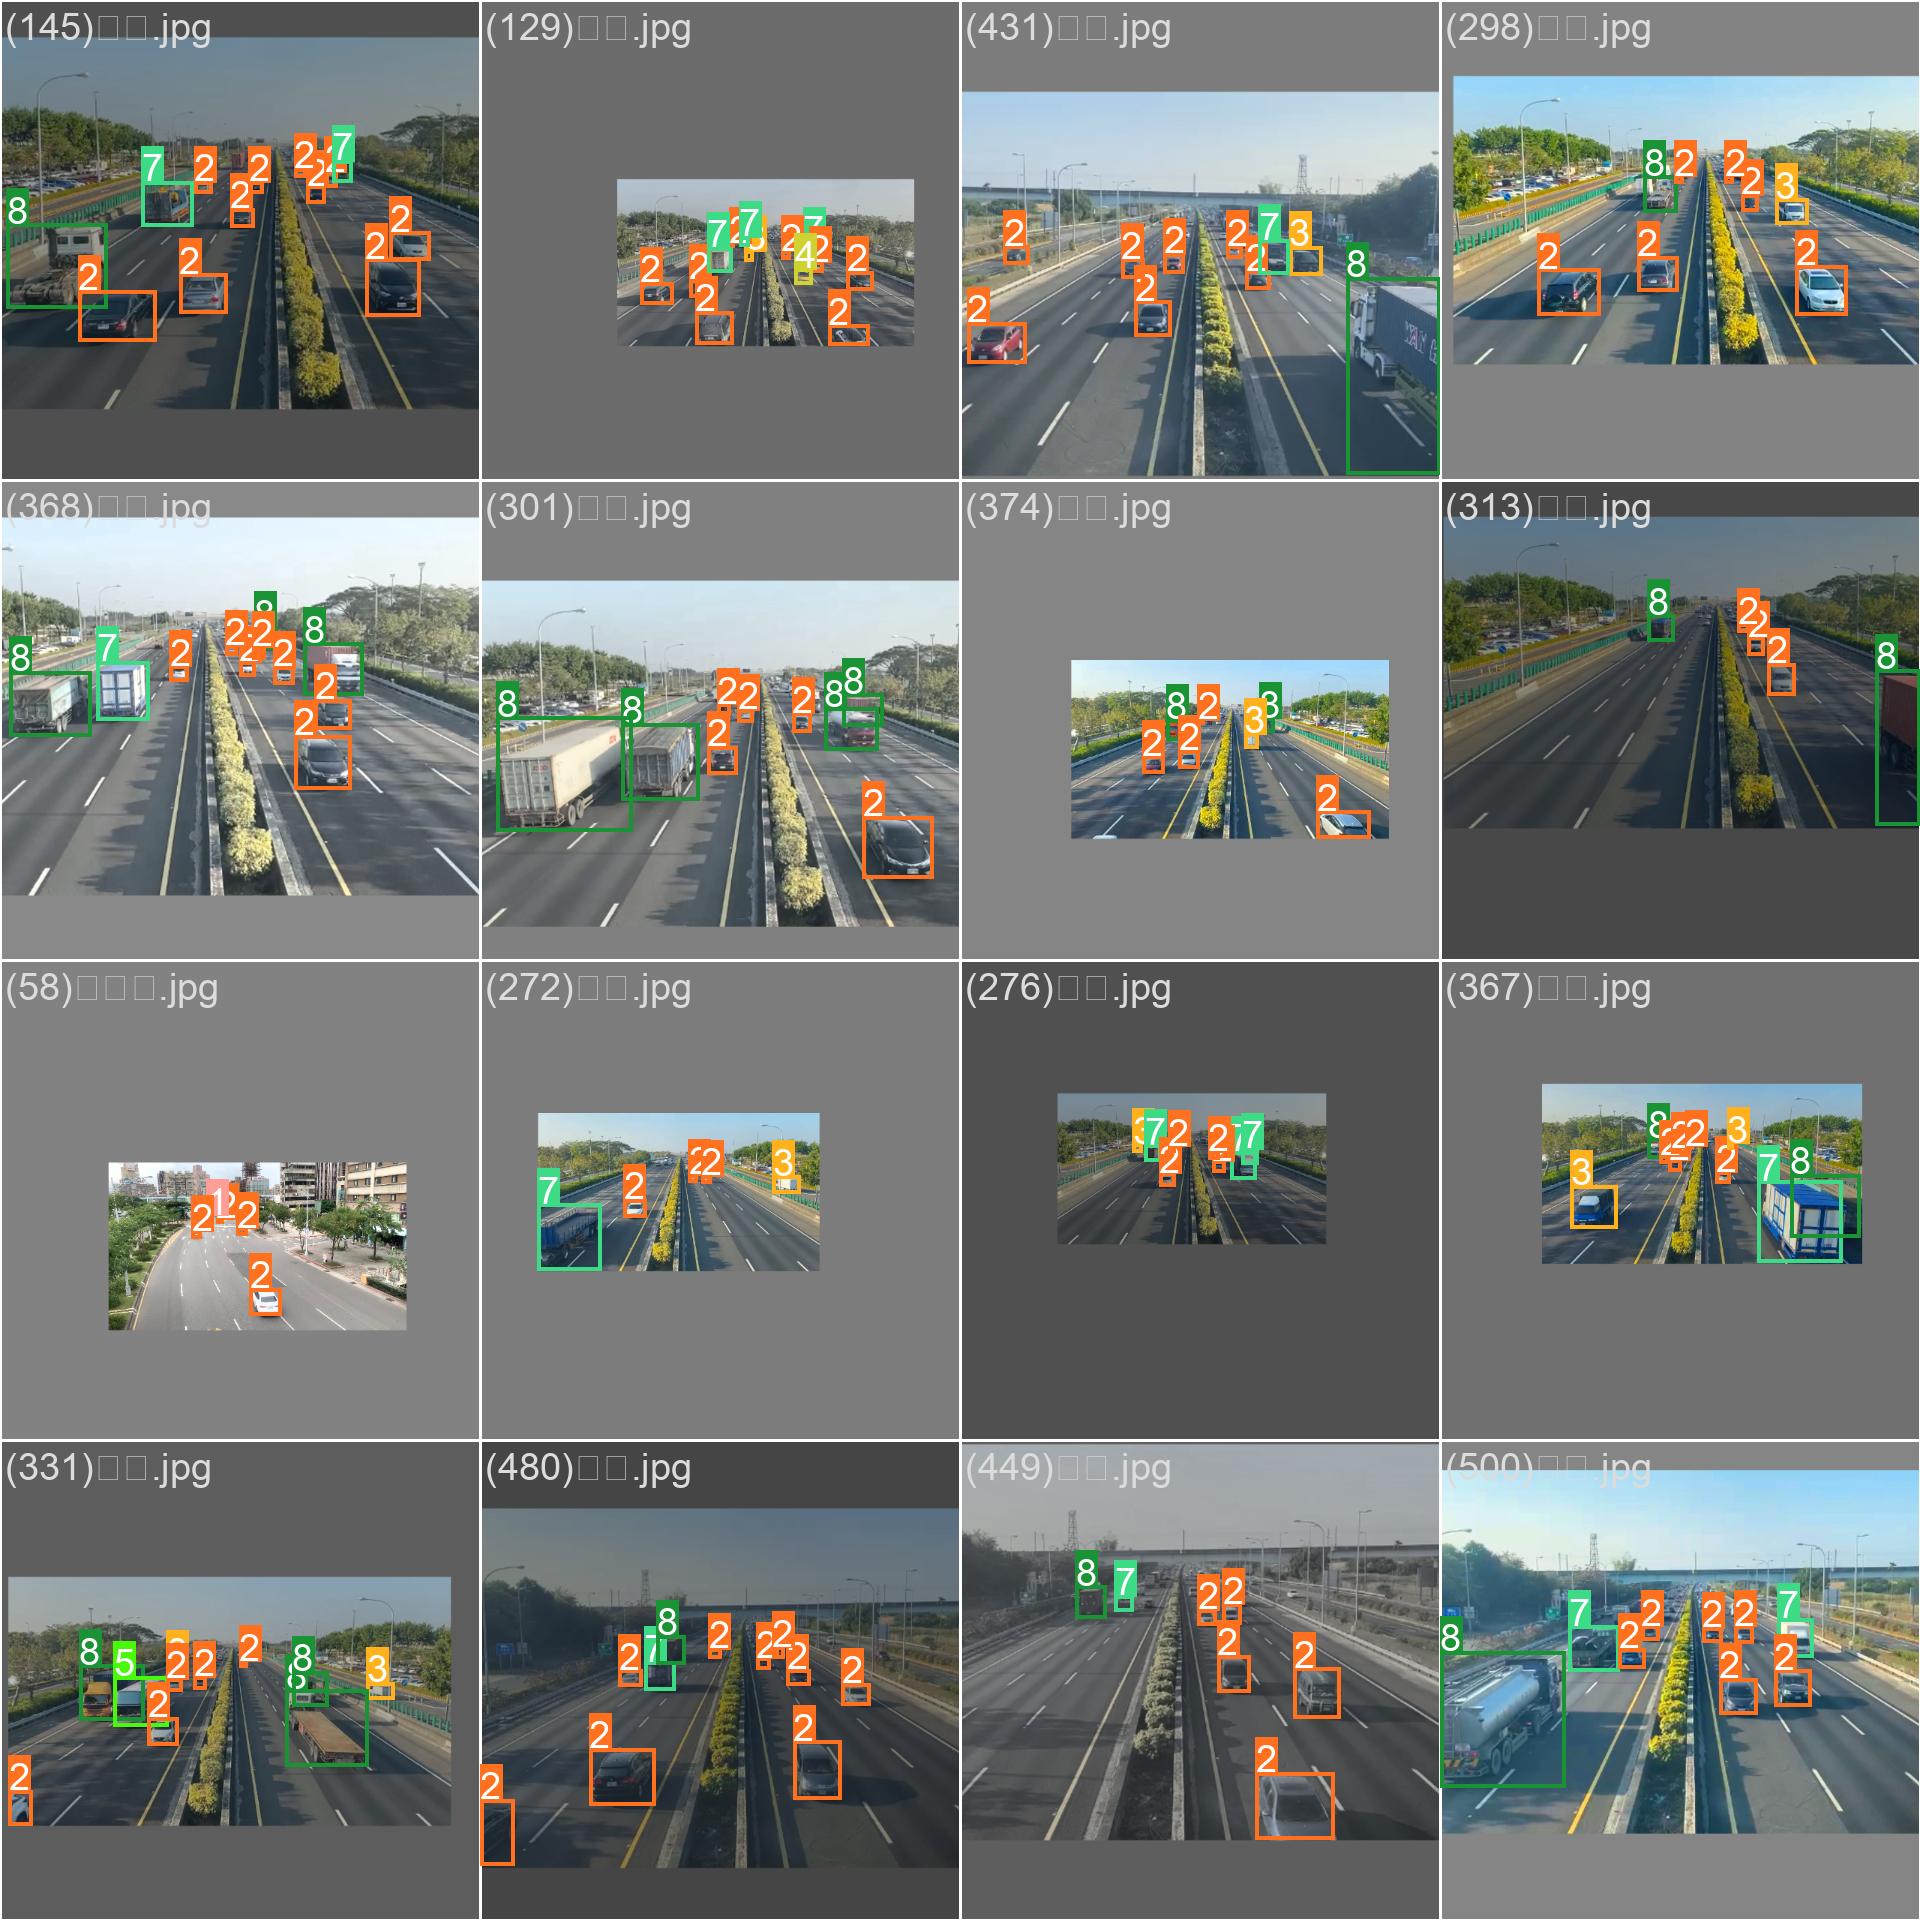 (145)□□.jpg
7 2 2 2 2 2 7
8 2 2 2 2 2
(129)□□.jpg
7 2 7 2 7
2 2 4 2 2
2 2
(431)□□.jpg
2 2 2 2 7 3
2 2 2 8
(298)□□.jpg
8 2 2 2 3
2 2 2
(368)□□.jpg
8 7 2 2 2 2 8 8
2 2
(301)□□.jpg
8 8 2 2 2 2 8 8
2
(374)□□.jpg
8 2 3 8
2 2 2
(313)□□.jpg
8 2 2 2 8
(58)□□□.jpg
2 1 2 2
2
(272)□□.jpg
7 2 2 2 3
(276)□□.jpg
3 7 2 2 2 7 7
(367)□□.jpg
3 8 2 2 2 2 3 7 8
(331)□□.jpg
8 5 2 2 2 8 3
2 2
(480)□□.jpg
2 7 8 2 2 2 2 2
2 2 2
(449)□□.jpg
8 7 2 2
2 2
2
(500)□□.jpg
8 7 2 2 2 2 7
2 2